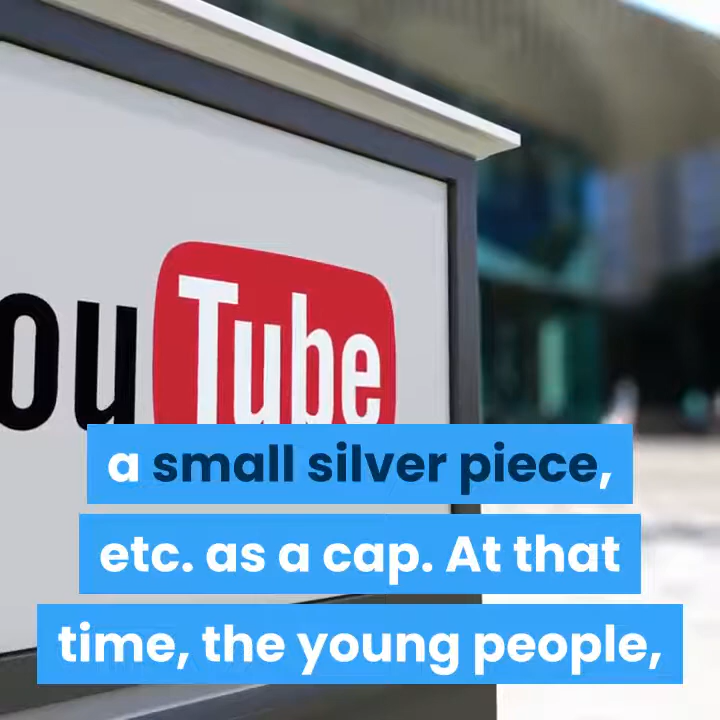 ouTube
a small silver piece,
etc. as a cap. At that
time, the young people,